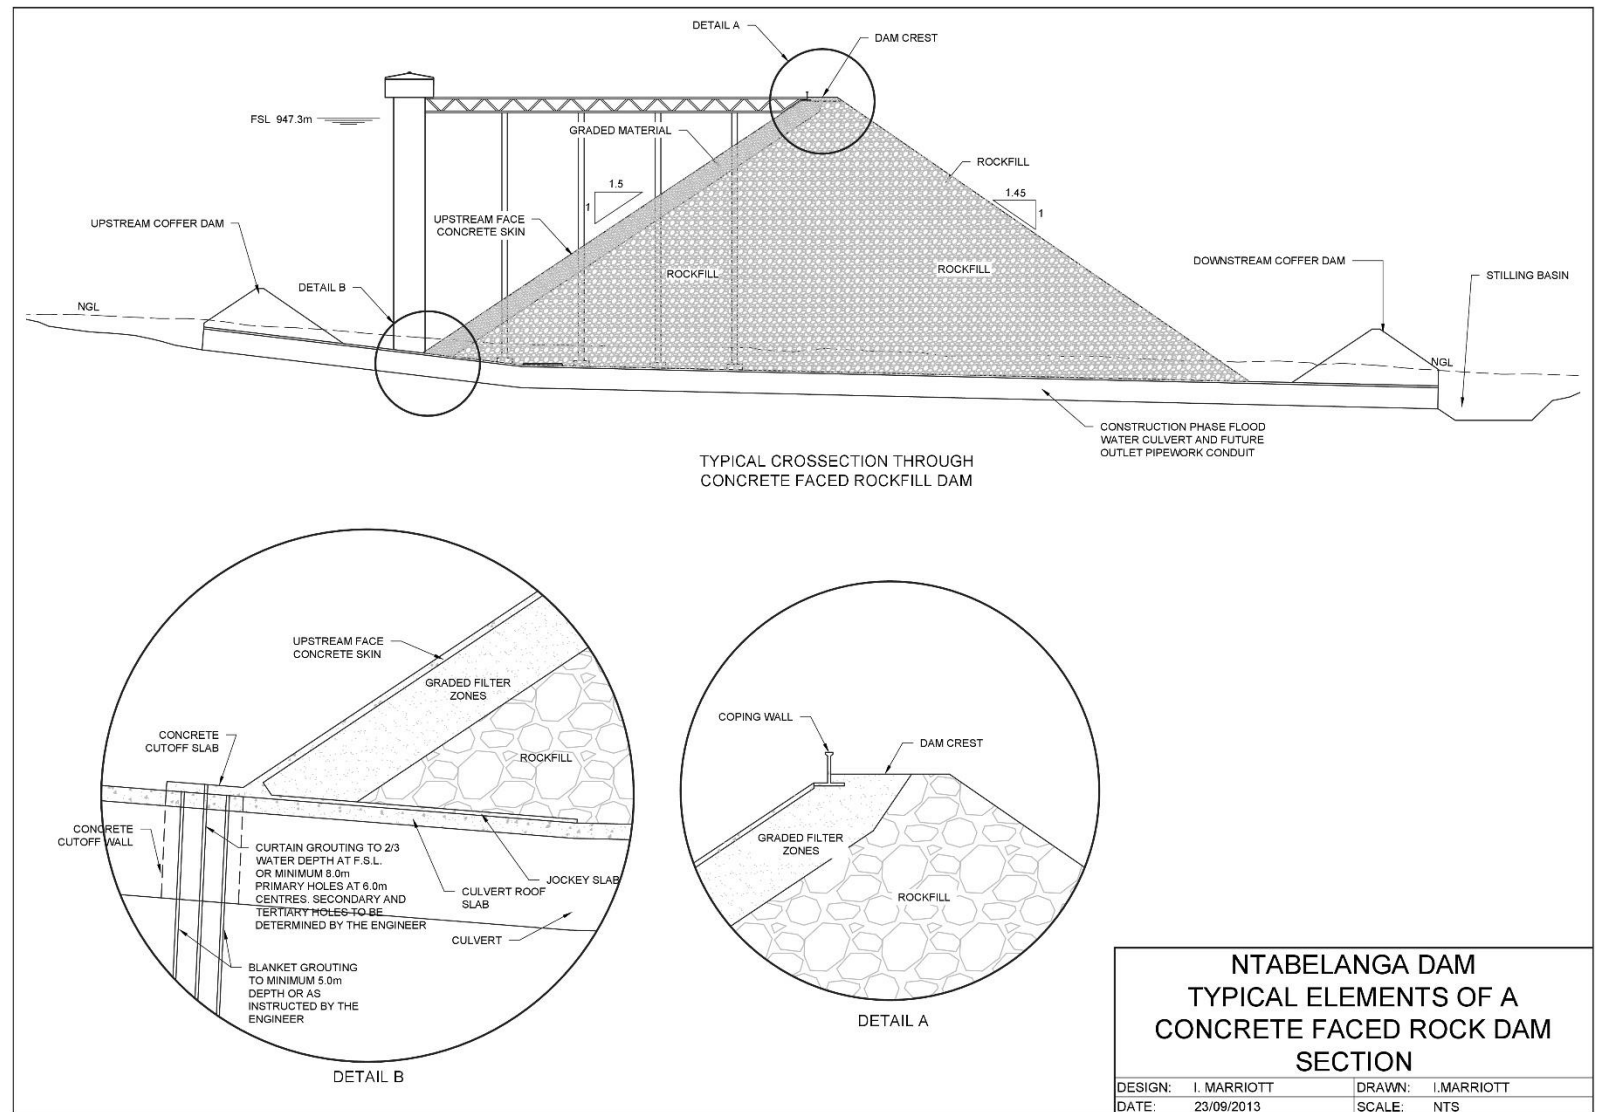 DETAIL A
DAM CREST
FSL 947.3m
GRADED MATERIAL
ROCKFILL
1.5
1
1.45
1
UPSTREAM COFFER DAM
UPSTREAM FACE
CONCRETE SKIN
ROCKFILL
ROCKFILL
DOWNSTREAM COFFER DAM
STILLING BASIN
DETAIL B
NGL
NGL
CONSTRUCTION PHASE FLOOD
WATER CULVERT AND FUTURE
OUTLET PIPEWORK CONDUIT
TYPICAL CROSSECTION THROUGH
CONCRETE FACED ROCKFILL DAM
UPSTREAM FACE
CONCRETE SKIN
GRADED FILTER
ZONES
CONCRETE
CUTOFF SLAB
ROCKFILL
CONCRETE
CUTOFF WALL
CURTAIN GROUTING TO 2/3
WATER DEPTH AT F.S.L.
OR MINIMUM 8.0m
PRIMARY HOLES AT 6.0m
CENTRES. SECONDARY AND
TERTIARY HOLES TO BE
DETERMINED BY THE ENGINEER
JOCKEY SLAB
CULVERT ROOF
SLAB
CULVERT
BLANKET GROUTING
TO MINIMUM 5.0m
DEPTH OR AS
INSTRUCTED BY THE
ENGINEER
DETAIL B
COPING WALL
DAM CREST
GRADED FILTER
ZONES
ROCKFILL
DETAIL A
NTABELANGA DAM
TYPICAL ELEMENTS OF A
CONCRETE FACED ROCK DAM
SECTION
DESIGN: I. MARRIOTT DRAWN: I.MARRIOTT
DATE: 23/09/2013 SCALE: NTS